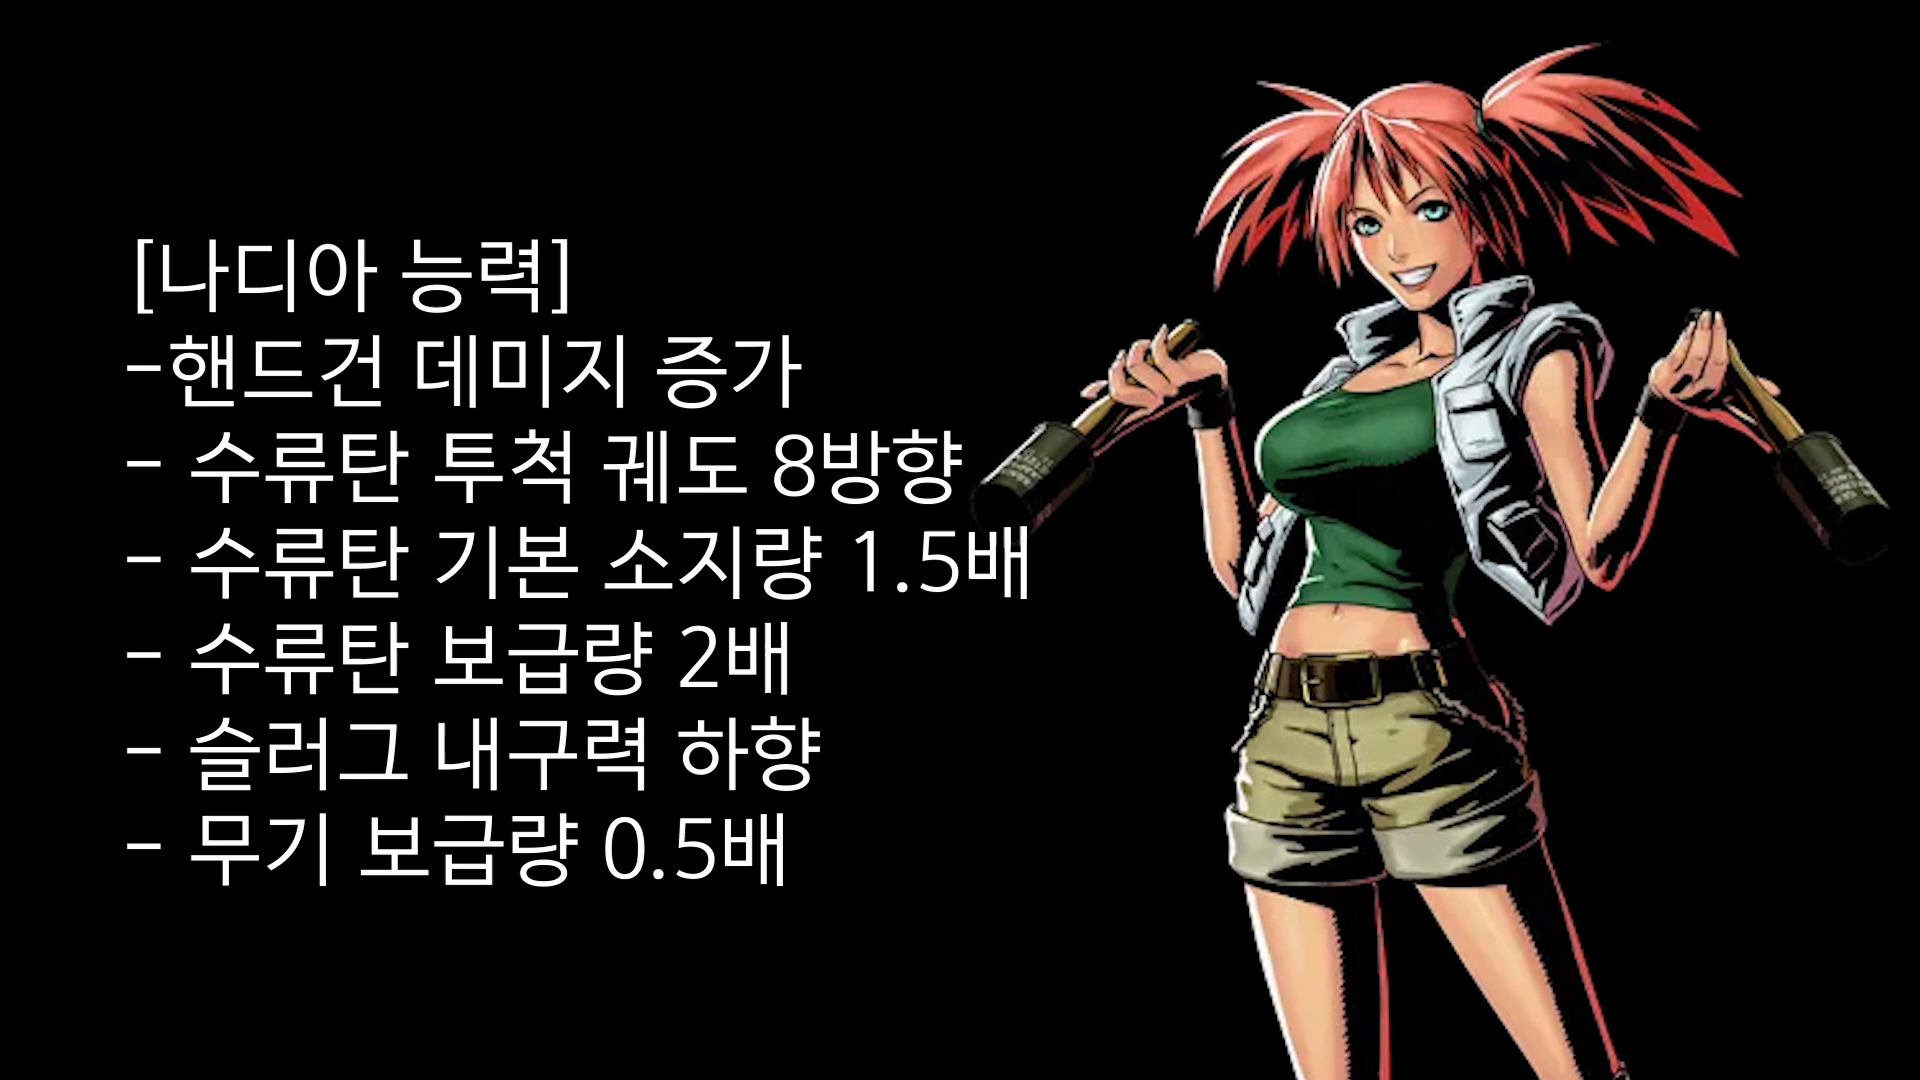 [나디아 능력]
-핸드건 데미지 증가
- 수류탄 투척 궤도 8방향
- 수류탄 기본 소지량 1.5배
- 수류탄 보급량 2배
- 슬러그 내구력 하향
- 무기 보급량 0.5배